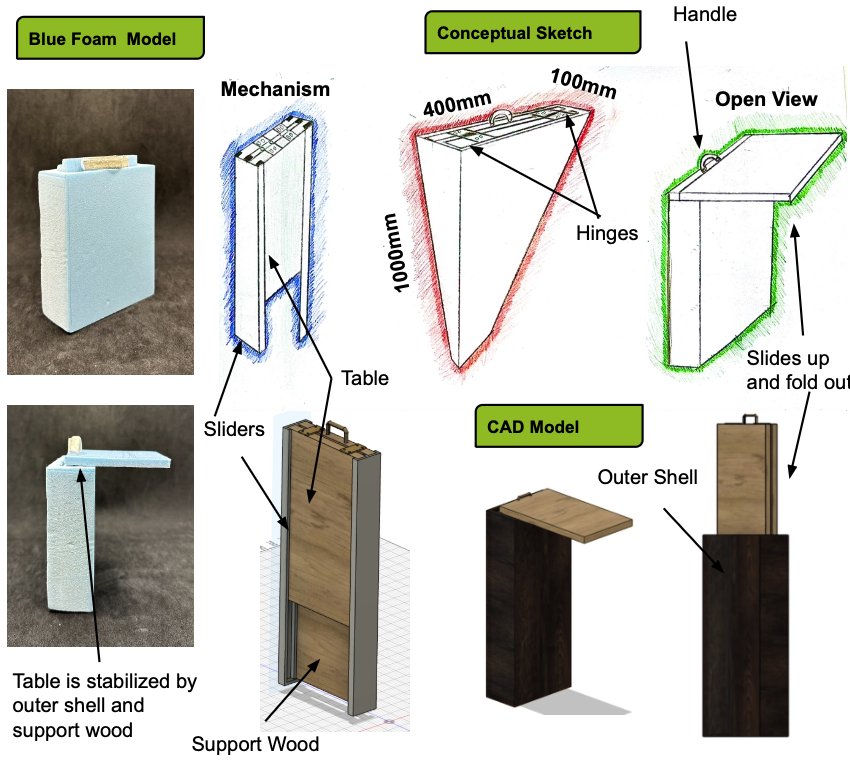 Blue Foam Model
Conceptual Sketch
Handle
Mechanism
400mm
100mm
Open View
1000mm
Hinges
Slides up
and fold out
Table
Sliders
CAD Model
Outer Shell
Table is stabilized by
outer shell and
support wood
Support Wood